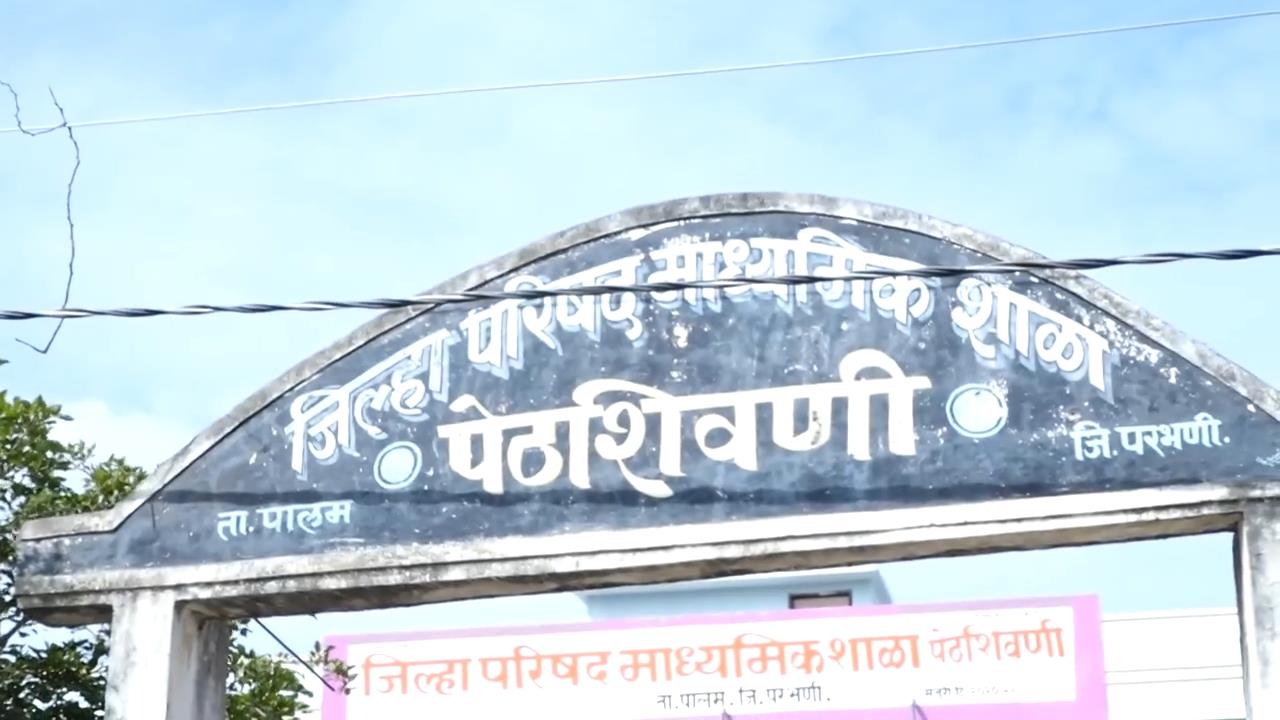 जिल्हा परिषद माध्यमिक शाळा
पेठशिवणी
ता. पालम
जि. परभणी.
जिल्हा परिषद माध्यमिक शाळा पेठशिवणी
ता. पालम. जि. परभणी.